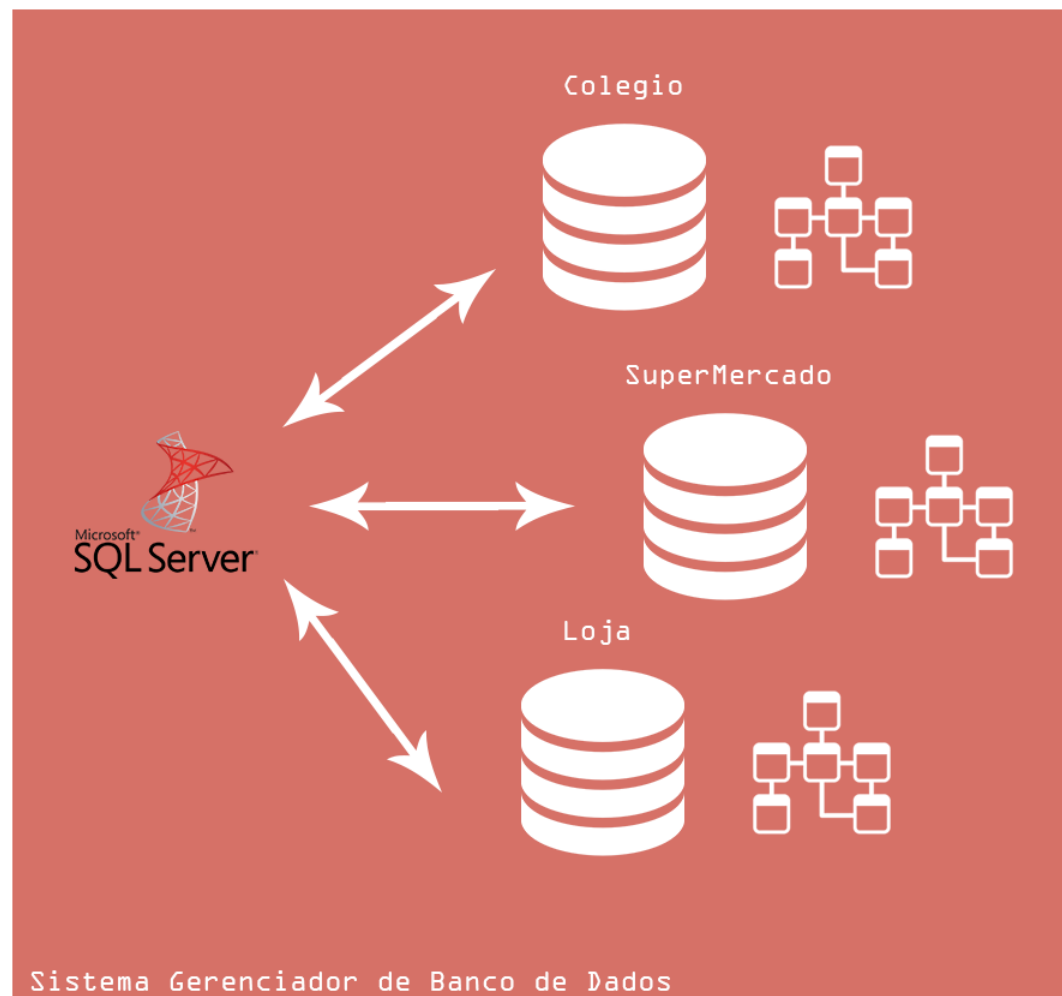 Colegio
SuperMercado
Microsoft®
SQL Server®
Loja
Sistema Gerenciador de Banco de Dados